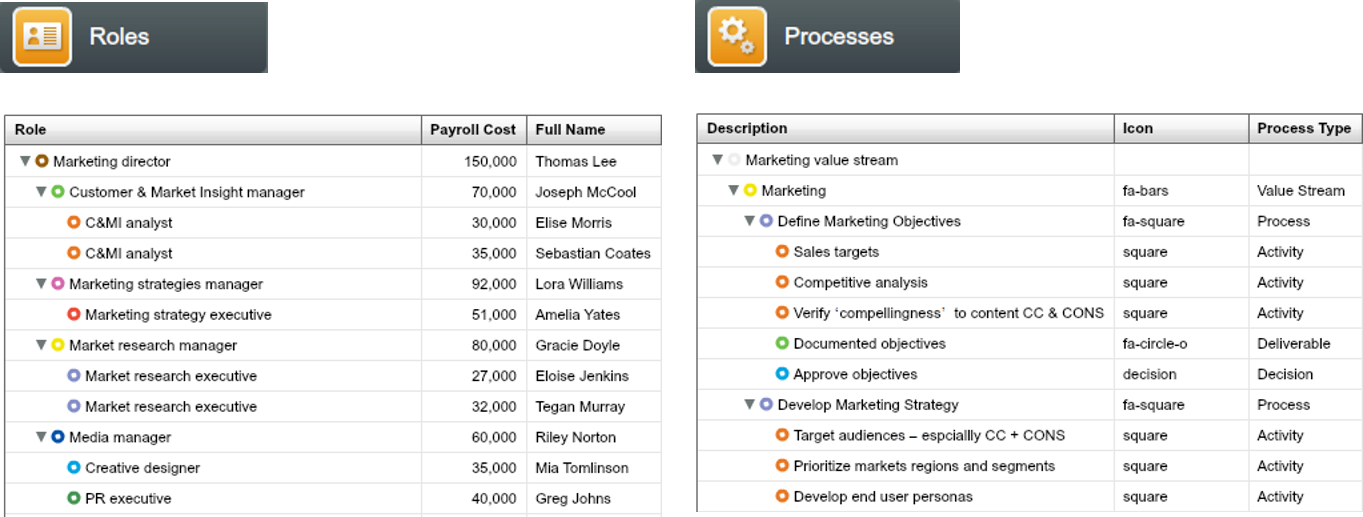 Roles
Role Payroll Cost Full Name
Marketing director 150,000 Thomas Lee
Customer & Market Insight manager 70,000 Joseph McCool
C&MI analyst 30,000 Elise Morris
C&MI analyst 35,000 Sebastian Coates
Marketing strategies manager 92,000 Lora Williams
Marketing strategy executive 51,000 Amelia Yates
Market research manager 80,000 Gracie Doyle
Market research executive 27,000 Eloise Jenkins
Market research executive 32,000 Tegan Murray
Media manager 60,000 Riley Norton
Creative designer 35,000 Mia Tomlinson
PR executive 40,000 Greg Johns
Processes
Description Icon Process Type
Marketing value stream
Marketing fa-bars Value Stream
Define Marketing Objectives fa-square Process
Sales targets square Activity
Competitive analysis square Activity
Verify ‘compellingness’ to content CC & CONS square Activity
Documented objectives fa-circle-o Deliverable
Approve objectives decision Decision
Develop Marketing Strategy fa-square Process
Target audiences – espciallly CC + CONS square Activity
Prioritize markets regions and segments square Activity
Develop end user personas square Activity